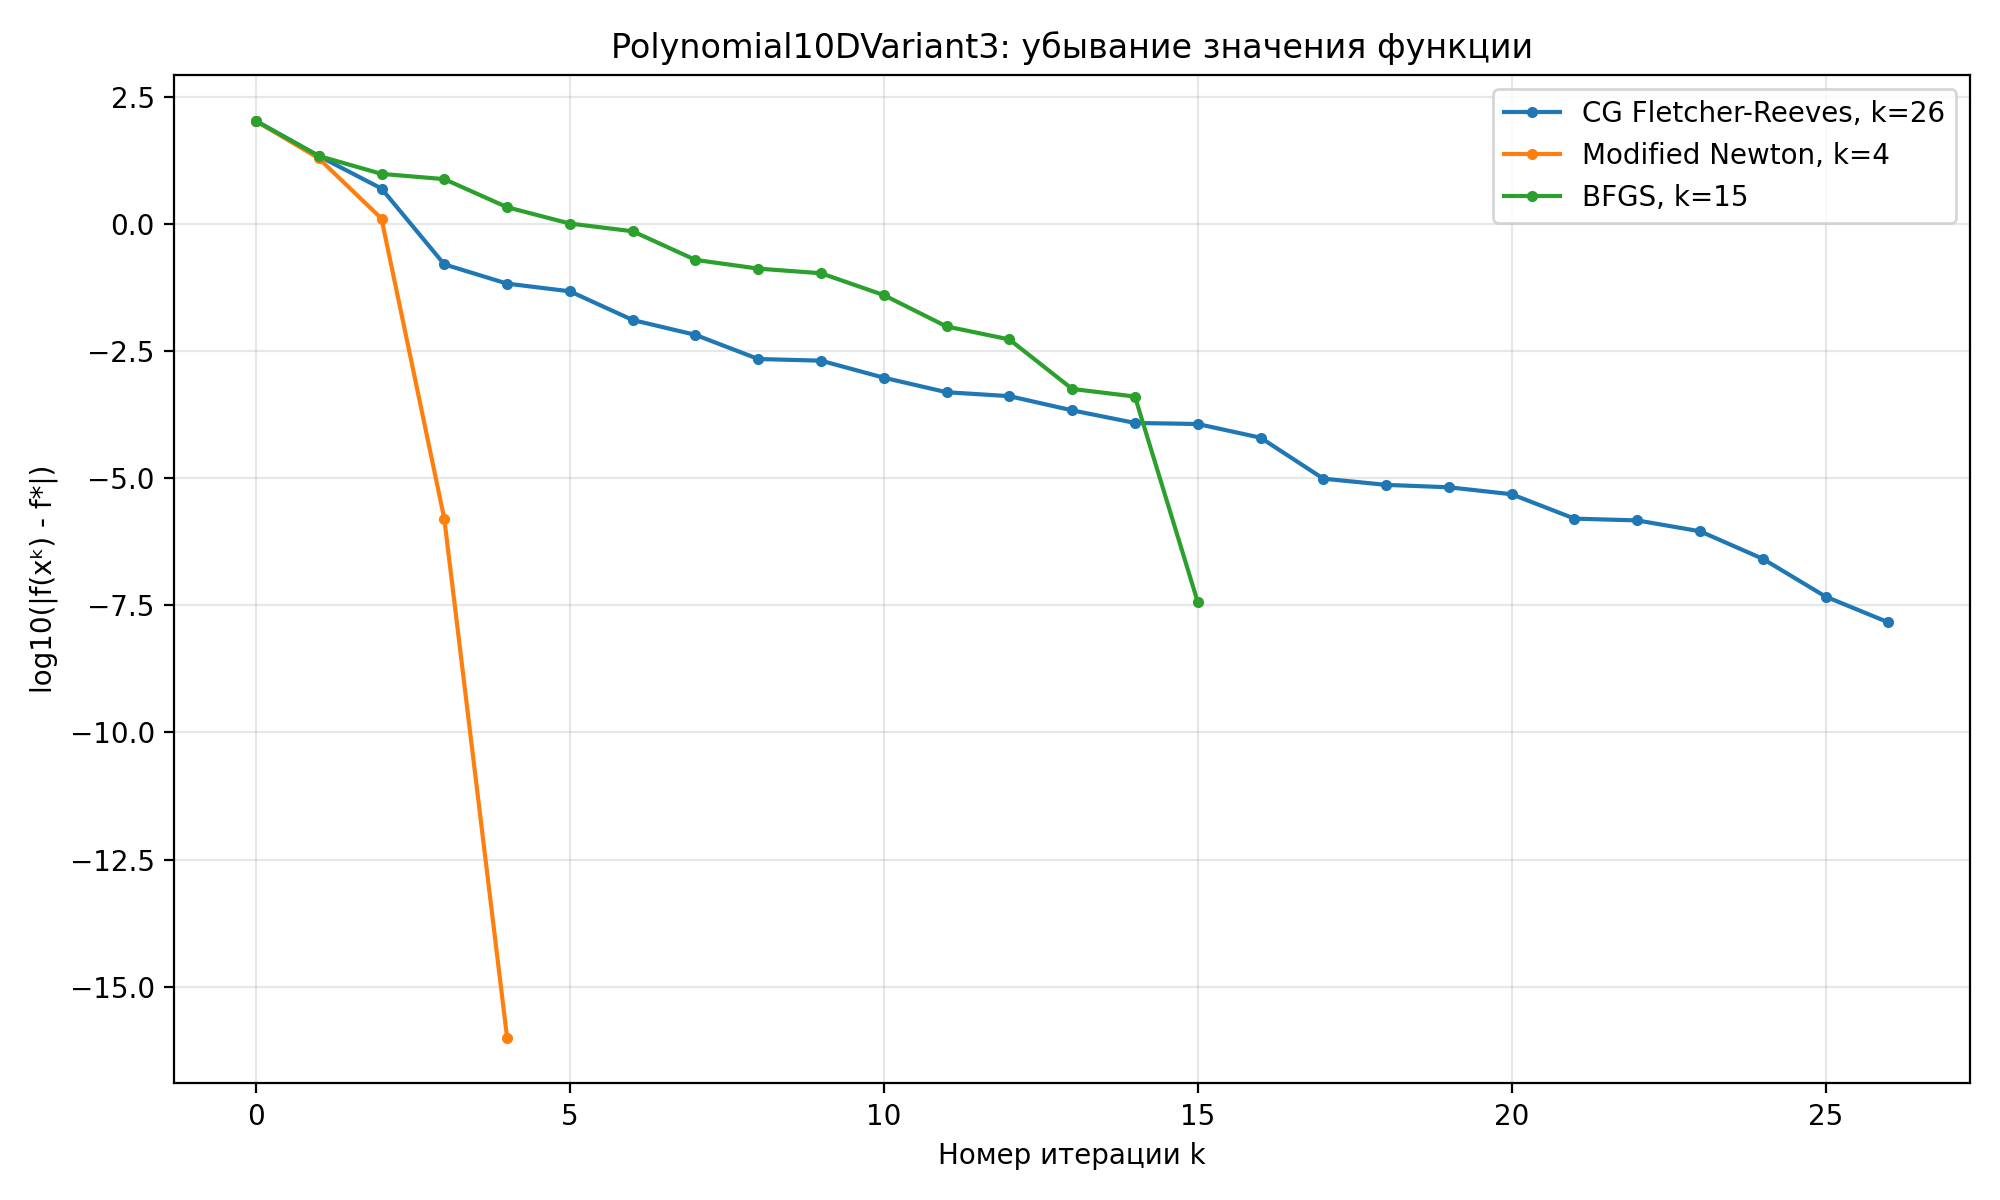 Polynomial10DVariant3: убывание значения функции
log10(|f(xᵏ) - f*|)
2.5
0.0
−2.5
−5.0
−7.5
−10.0
−12.5
−15.0
CG Fletcher-Reeves, k=26
Modified Newton, k=4
BFGS, k=15
0 5 10 15 20 25
Номер итерации k